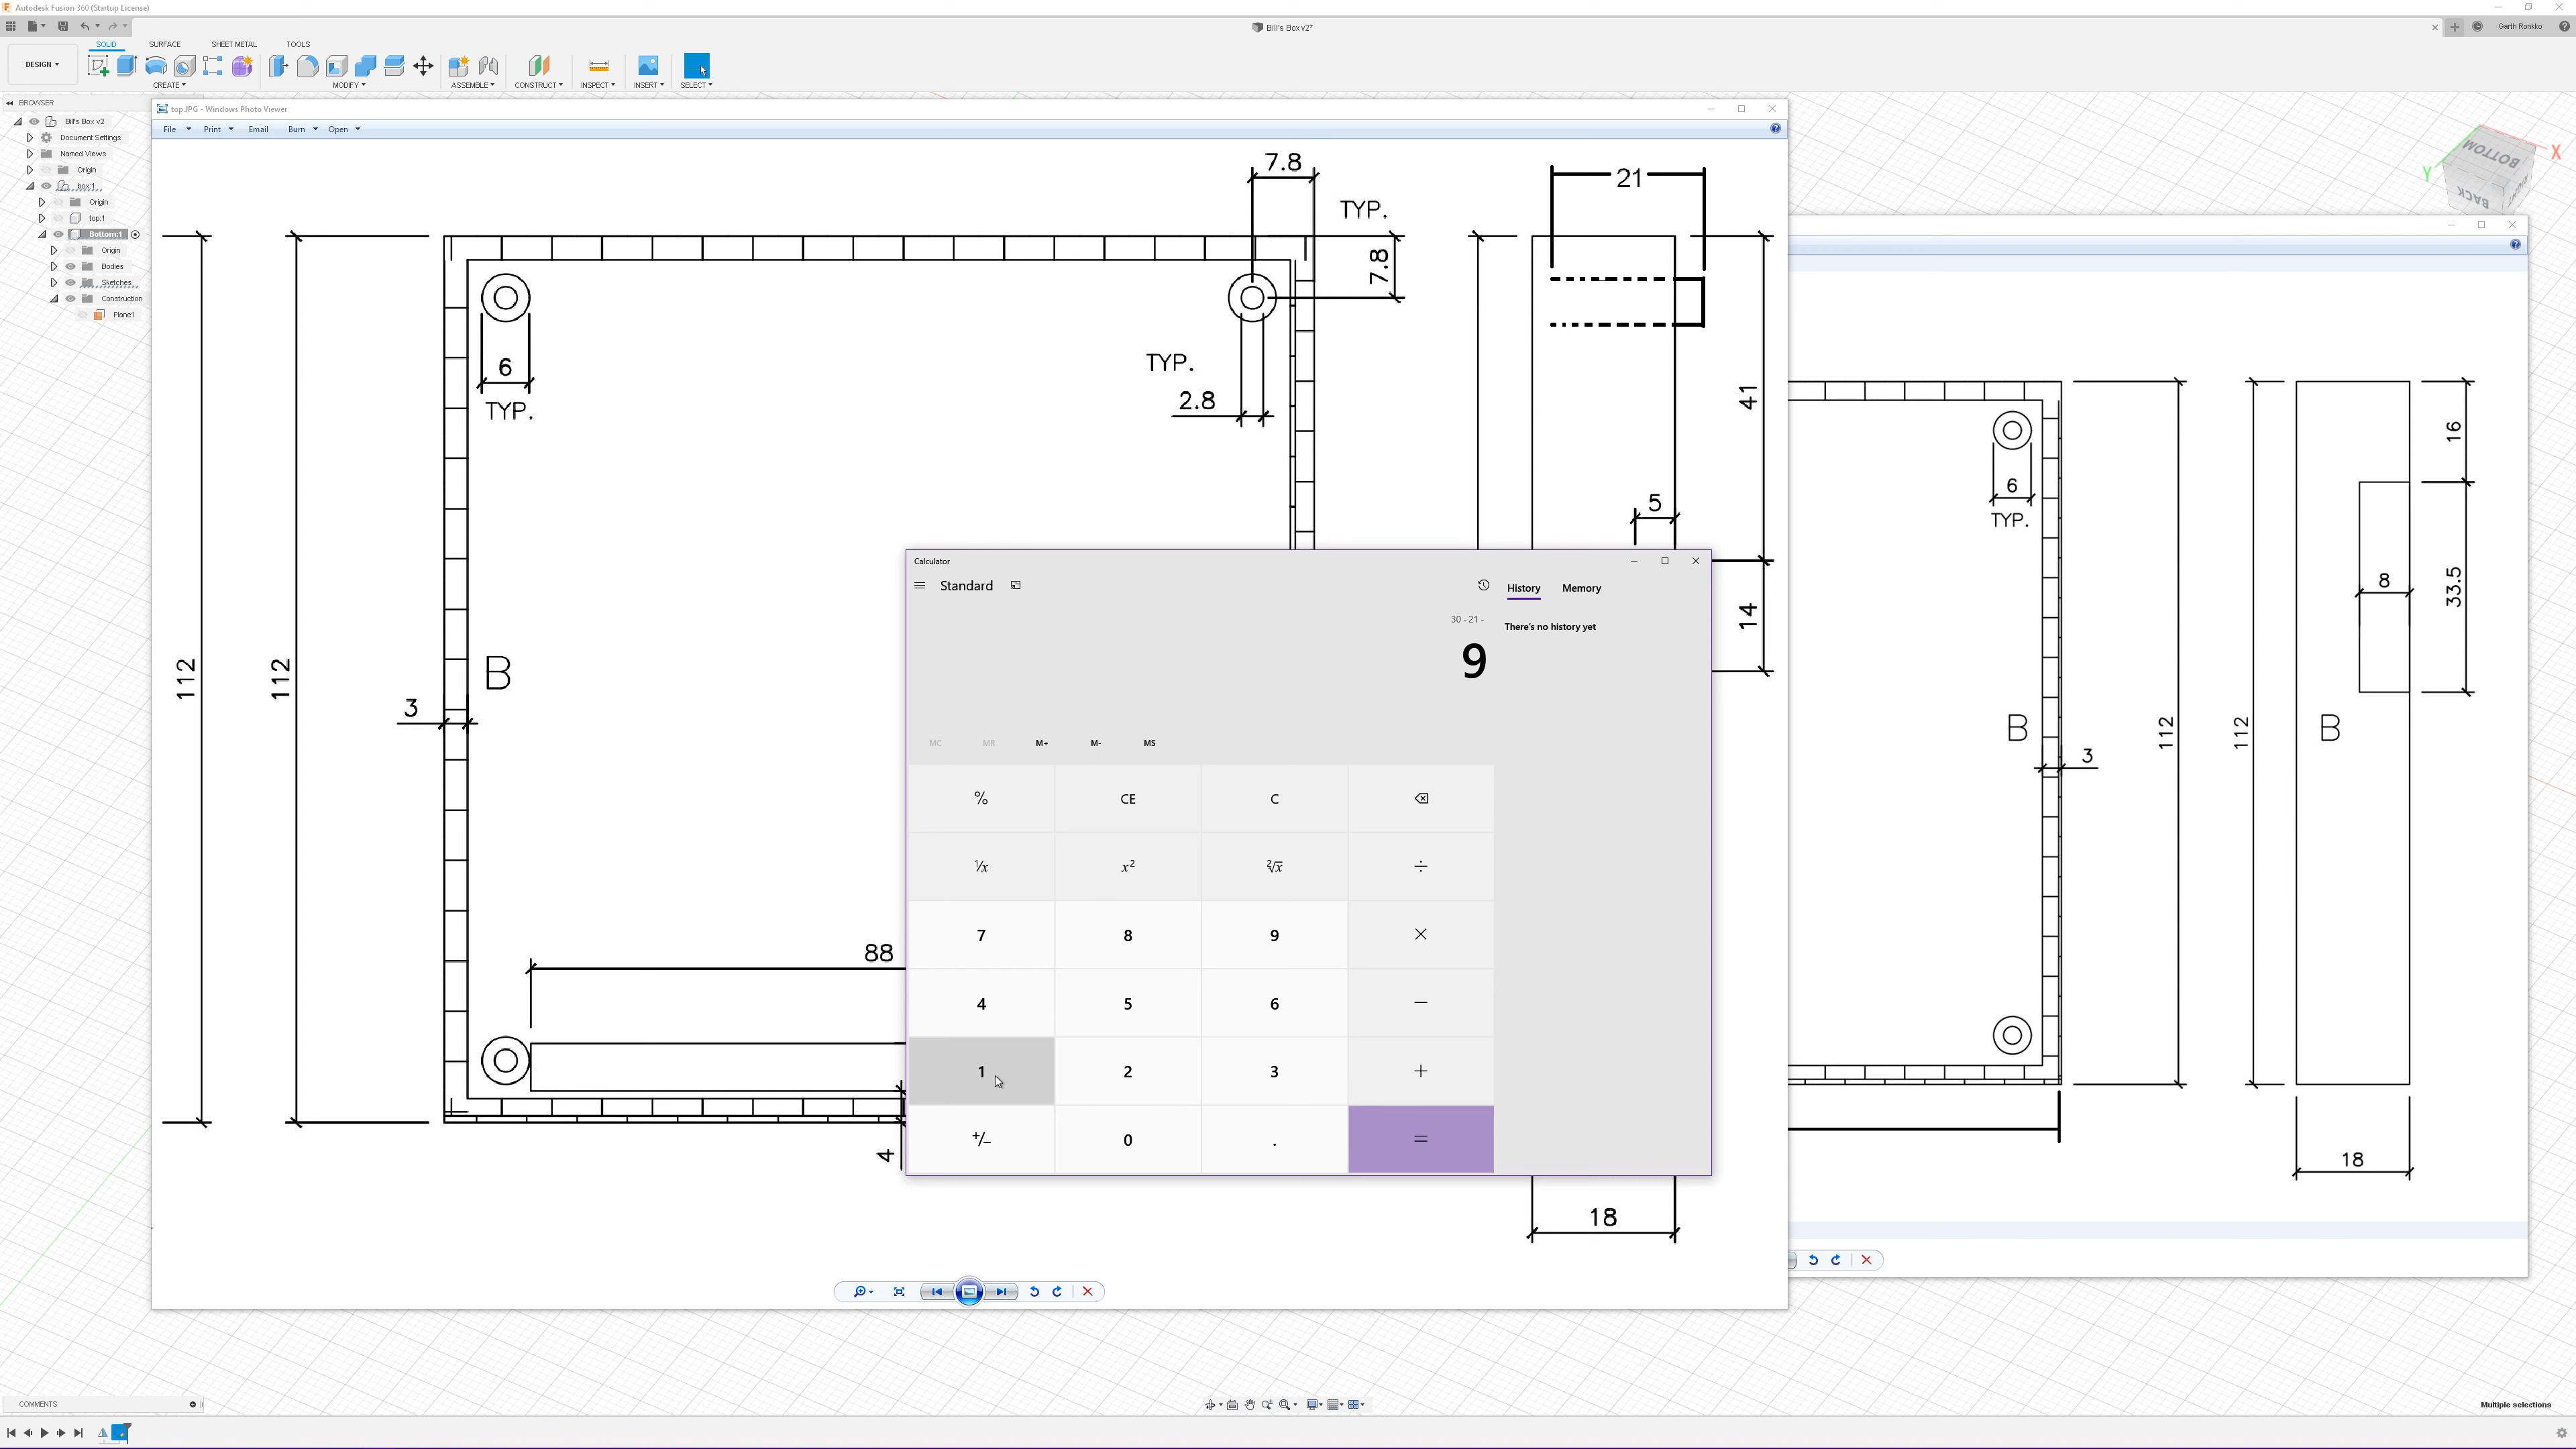 Autodesk Fusion 360 (Startup License)
Bill's Box v2*
Garth Ronkko
DESIGN
SOLID
SURFACE
SHEET METAL
TOOLS
CREATE
MODIFY
ASSEMBLE
CONSTRUCT
INSPECT
INSERT
SELECT
BROWSER
Bill's Box v2
Document Settings
Named Views
Origin
box:1
Origin
top:1
Bottom:1
Origin
Bodies
Sketches
Construction
Plane1
top.JPG - Windows Photo Viewer
File
Print
Email
Burn
Open
7.8
TYP.
7.8
21
6
TYP.
TYP.
2.8
41
5
14
112
112
3
B
88
4
18
Calculator
Standard
History
Memory
30 - 21 -
There's no history yet
9
MC MR M+ M- MS
% CE C
1/x x2 2√x ÷
7 8 9 ×
4 5 6 −
1 2 3 +
+/− 0 . =
BOTTOM
BACK
X
Y
6
TYP.
16
8
33.5
B
112
112
B
3
18
COMMENTS
Multiple selections